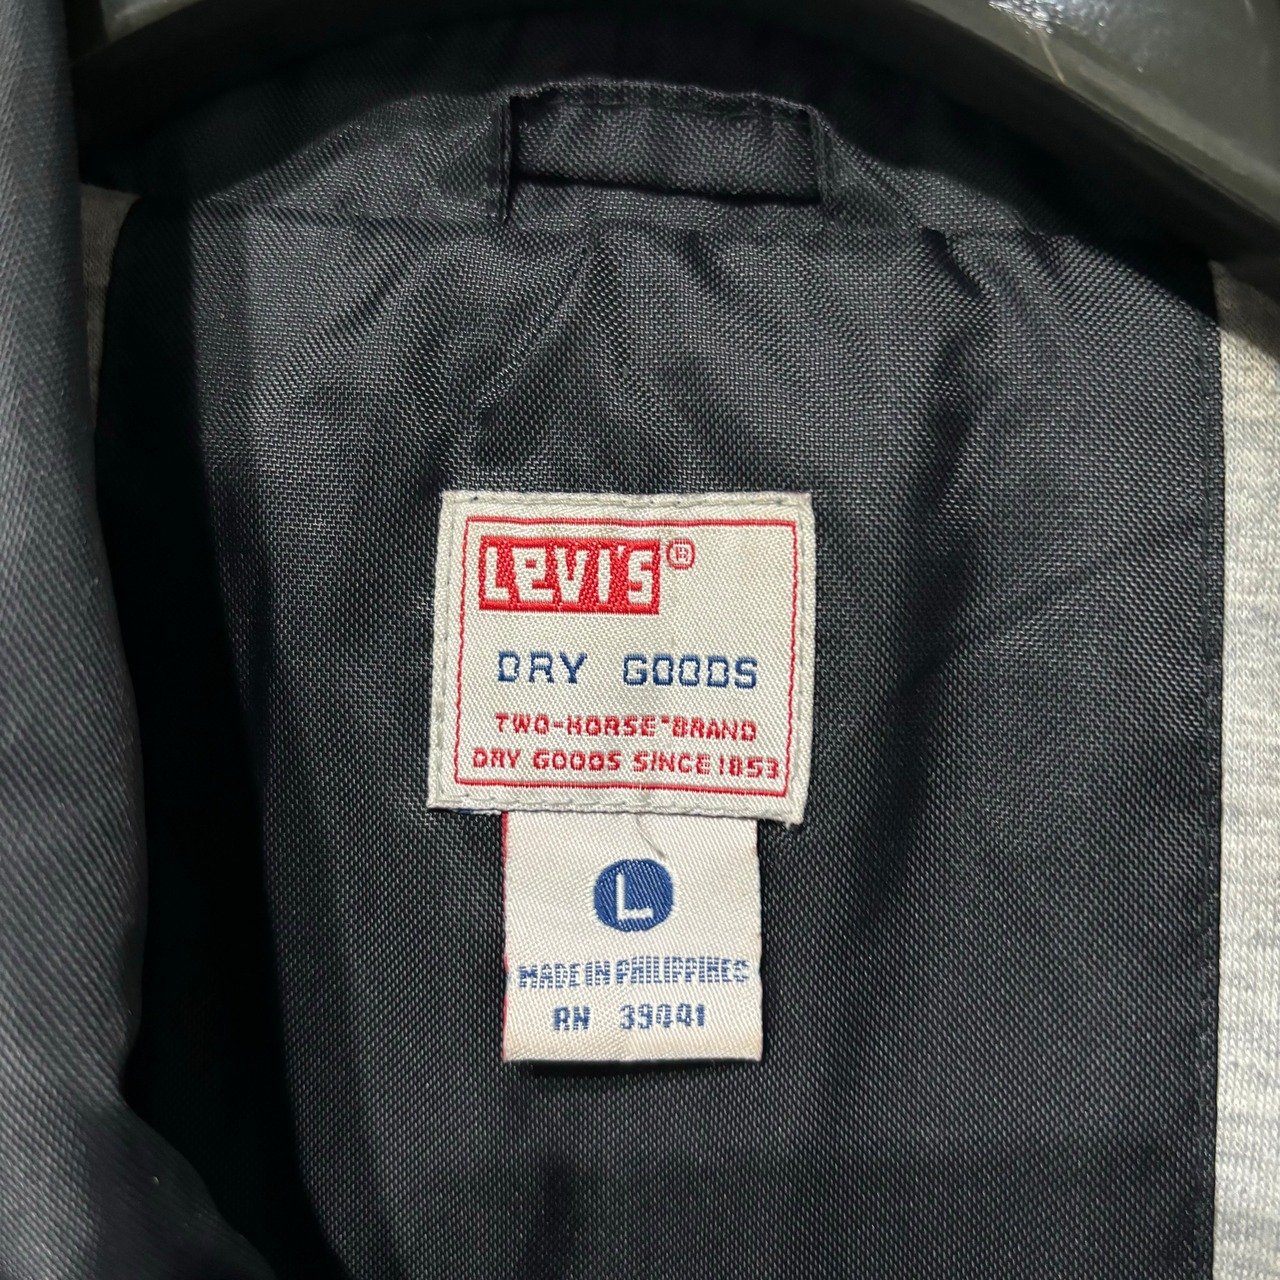 LEVI'S ®
DRY GOODS
TWO-HORSE" BRAND
DRY GOODS SINCE 1853
L
MADE IN PHILIPPINES
RN 39441